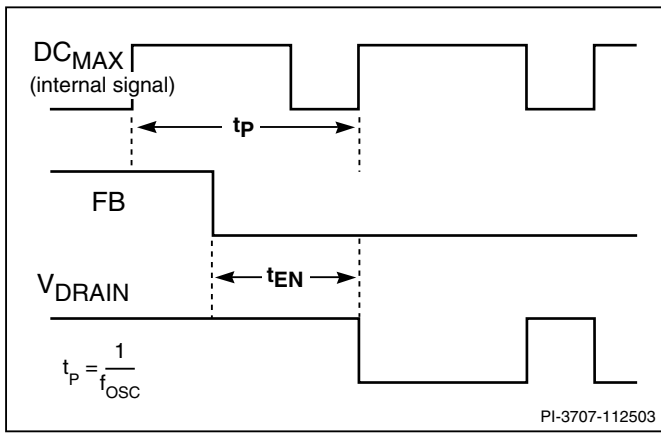 DCMAX
(internal signal)
tP
FB
tEN
VDRAIN
tP = 1/fOSC
PI-3707-112503